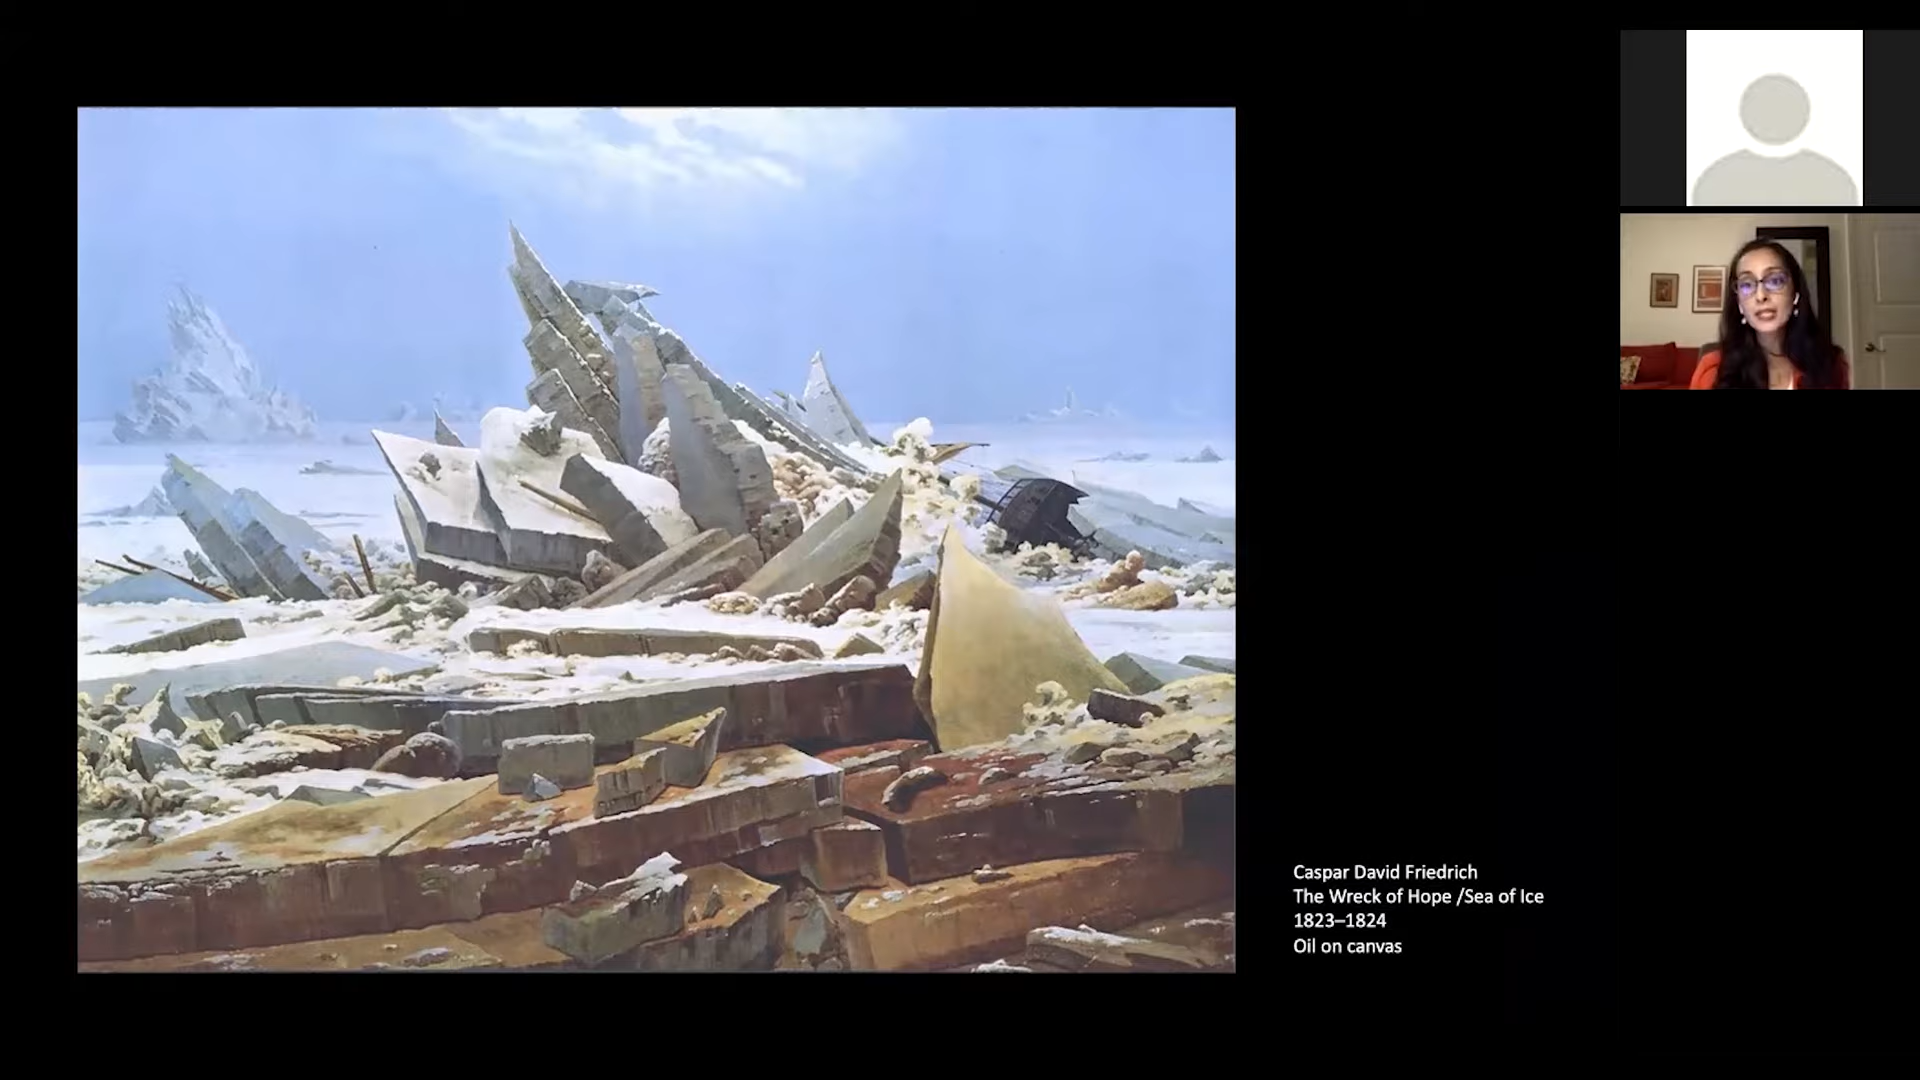 Caspar David Friedrich
The Wreck of Hope /Sea of Ice
1823–1824
Oil on canvas